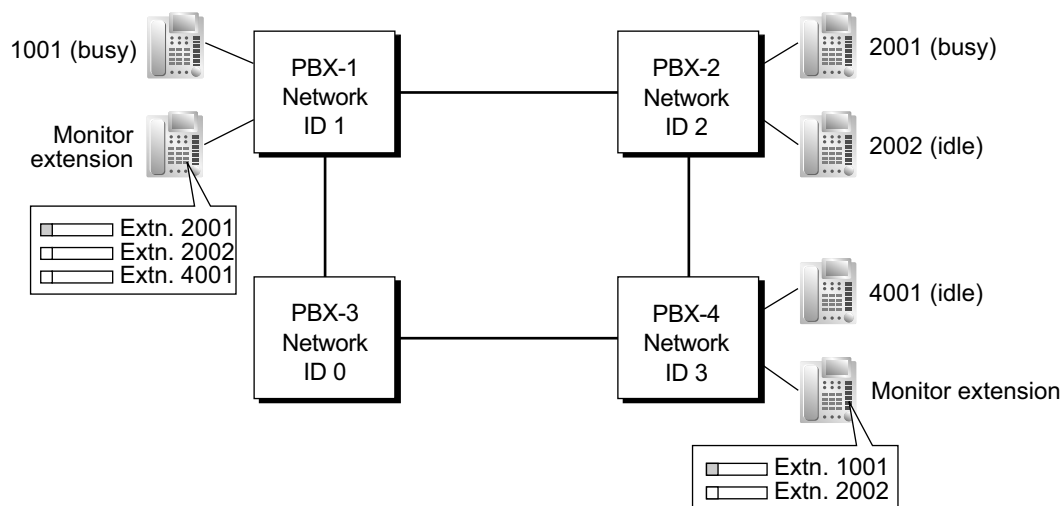 1001 (busy)
PBX-1
Network
ID 1
PBX-2
Network
ID 2
2001 (busy)
Monitor
extension
2002 (idle)
Extn. 2001
Extn. 2002
Extn. 4001
PBX-3
Network
ID 0
PBX-4
Network
ID 3
4001 (idle)
Monitor extension
Extn. 1001
Extn. 2002